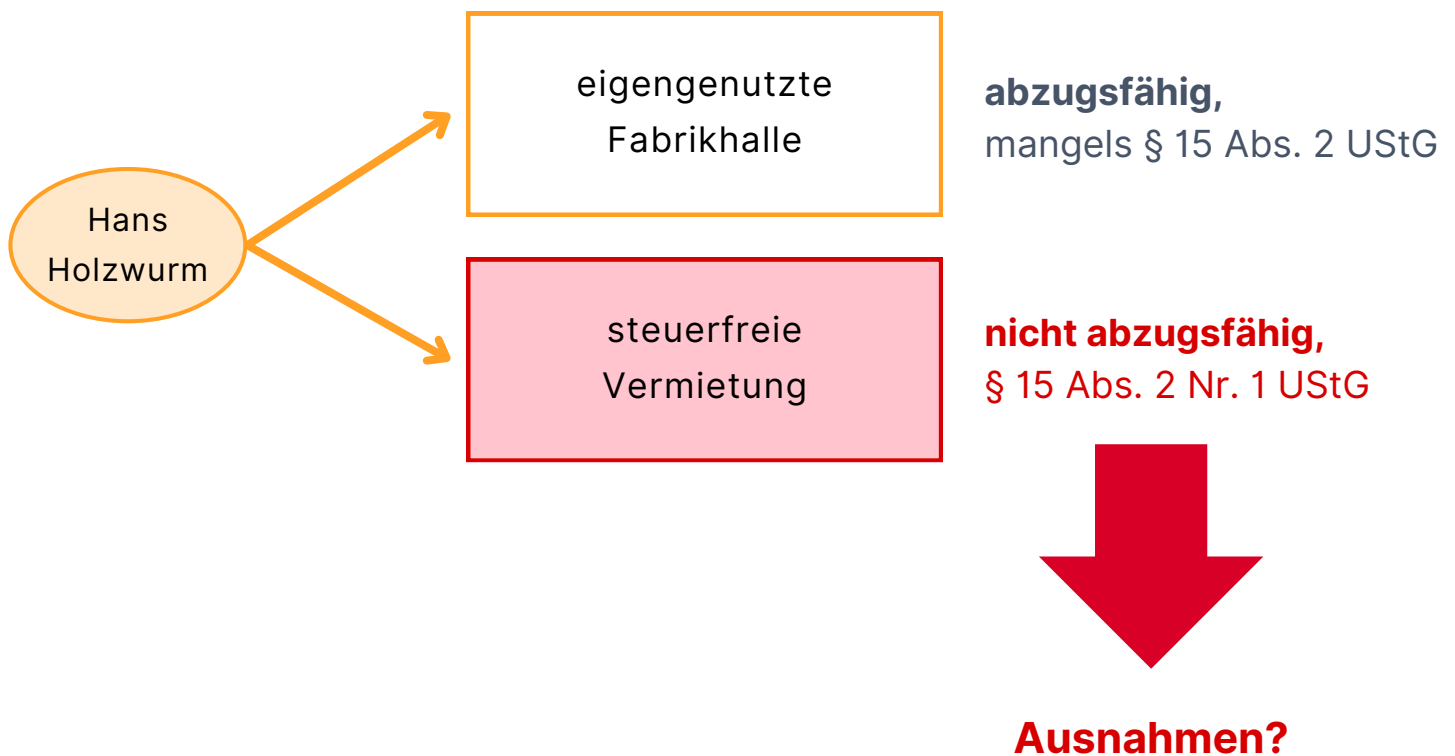 Hans
Holzwurm
eigengenutzte
Fabrikhalle
abzugsfähig,
mangels § 15 Abs. 2 UStG
steuerfreie
Vermietung
nicht abzugsfähig,
§ 15 Abs. 2 Nr. 1 UStG
Ausnahmen?